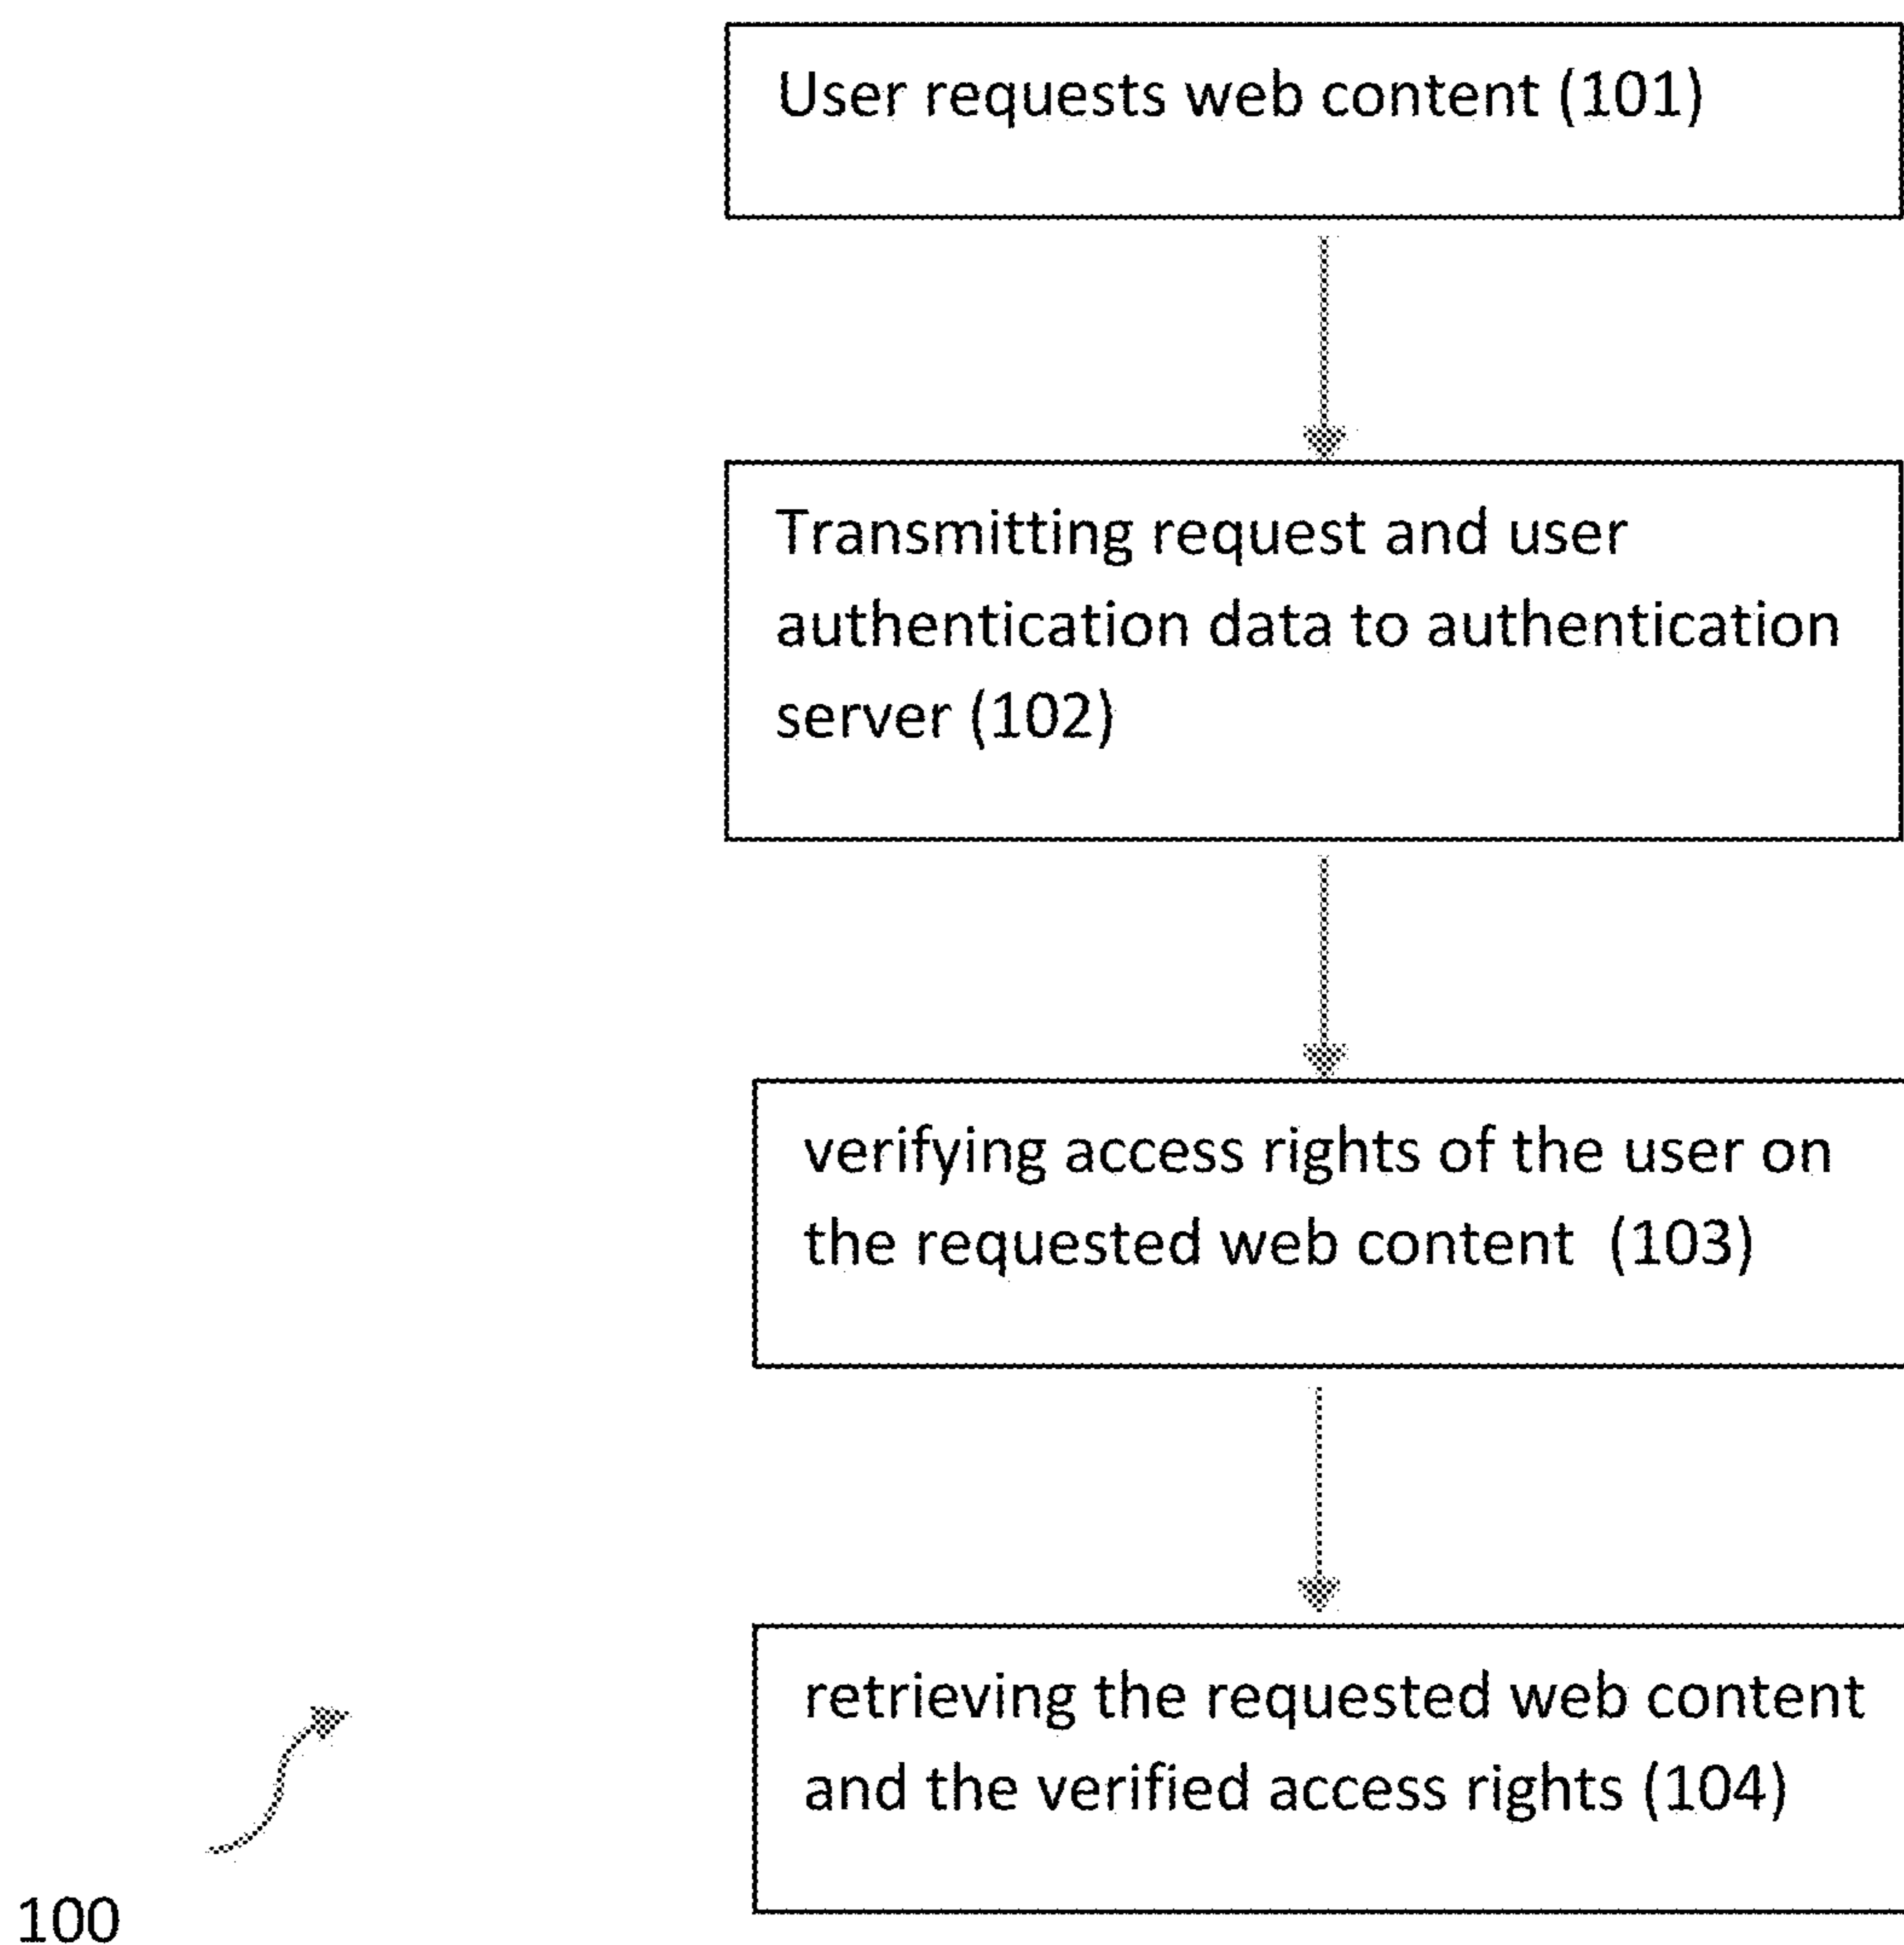 User requests web content (101)
Transmitting request and user
authentication data to authentication
server (102)
verifying access rights of the user on
the requested web content (103)
retrieving the requested web content
and the verified access rights (104)
100